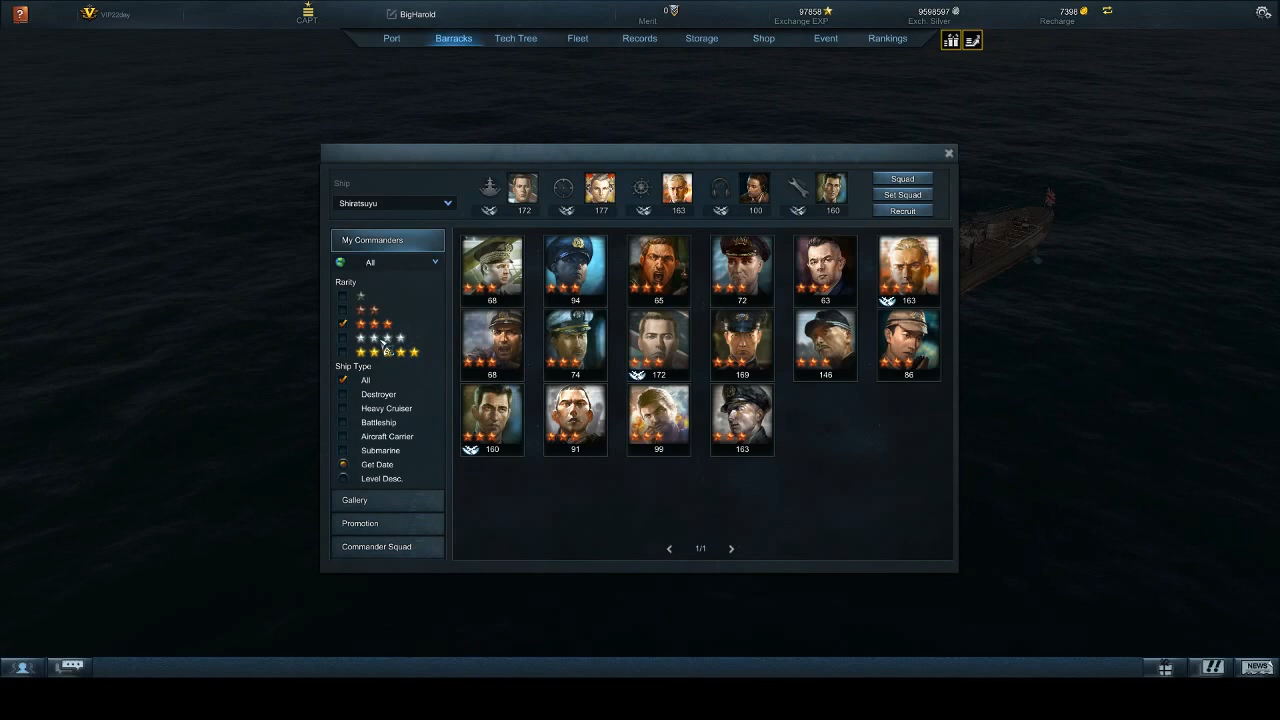 VIP22day
CAPT
BigHarold
0
Merit
97858
Exchange EXP
9598597
Exch. Silver
7398
Recharge
Port
Barracks
Tech Tree
Fleet
Records
Storage
Shop
Event
Rankings
Ship
Shiratsuyu
172
177
163
100
160
Squad
Set Squad
Recruit
My Commanders
All
Rarity
Ship Type
All
Destroyer
Heavy Cruiser
Battleship
Aircraft Carrier
Submarine
Get Date
Level Desc.
Gallery
Promotion
Commander Squad
68
94
65
72
63
163
68
74
172
169
146
86
160
91
99
163
1/1
NEWS